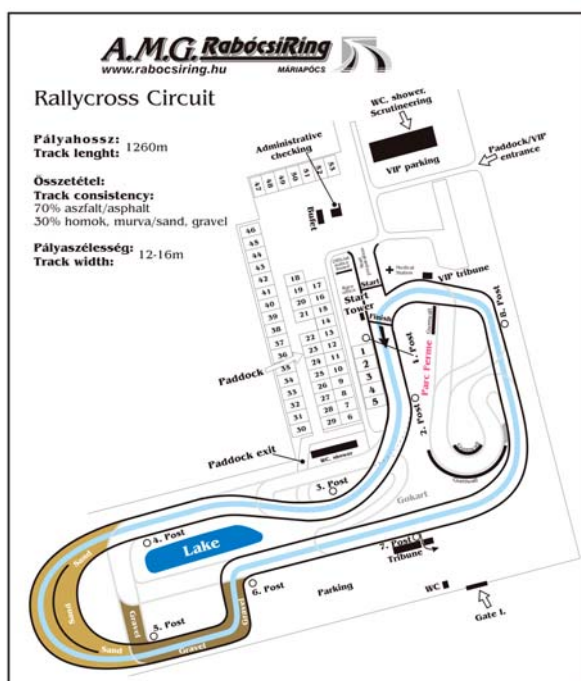 A.M.G. RabócsiRing
www.rabocsiring.hu
MÁRIAPÓCS
Rallycross Circuit
Pályahossz:
Track lenght: 1260m
Összetétel:
Track consistency:
70% aszfalt/asphalt
30% homok, murva/sand, gravel
Pályaszélesség:
Track width: 12-16m
WC, shower,
Scrutineering
Paddock/VIP
entrance
VIP parking
Administrative
checking
Bufet
53
52
51
50
49
48
47
46
45
44
43
42
41
40
39
38
37
36
35
34
33
32
31
30
18
19 17
20 16
21 15
14
22 13
23 12
24 11
25 10
26 9
27 8
28 7
29 6
1
2
3
4
5
Start
Medical
Station
VIP tribune
Start
Tower
Finish
1. Post
2. Post
Parc Ferme
8. Post
Paddock
Paddock exit
WC, shower
3. Post
Gokart
4. Post
Lake
7. Post
Tribune
6. Post
Parking
WC
Gate I.
5. Post
Sand
Sand
Sand
Gravel
Gravel
Gravel